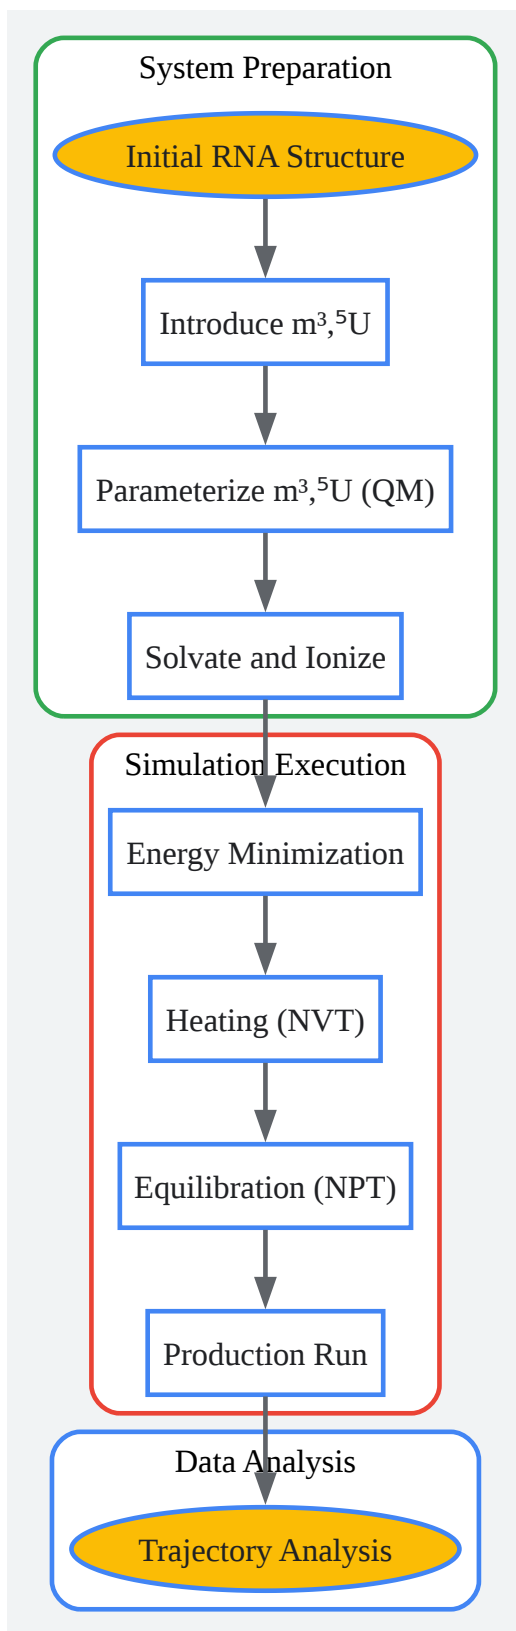 System Preparation
Initial RNA Structure
Introduce m³,⁵U
Parameterize m³,⁵U (QM)
Solvate and Ionize
Simulation Execution
Energy Minimization
Heating (NVT)
Equilibration (NPT)
Production Run
Data Analysis
Trajectory Analysis